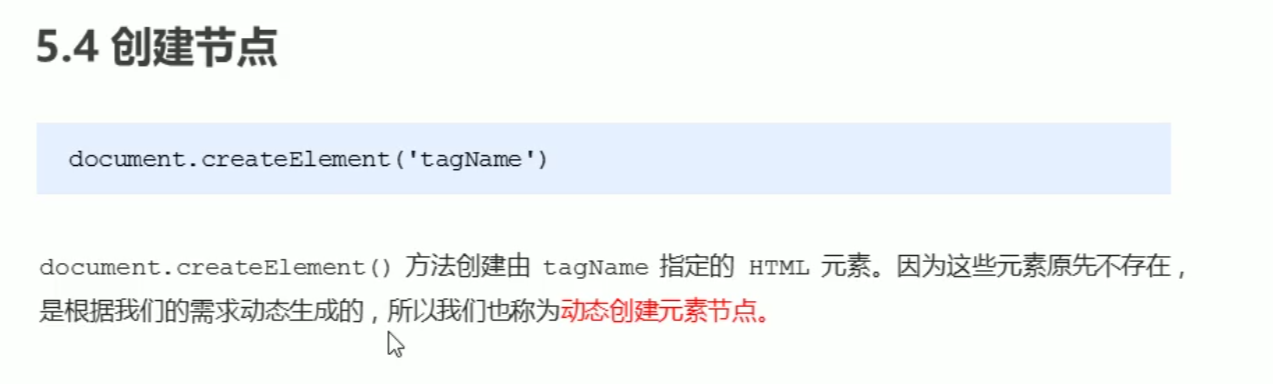 5.4 创建节点
document.createElement('tagName')
document.createElement() 方法创建由 tagName 指定的 HTML 元素。因为这些元素原先不存在，
是根据我们的需求动态生成的，所以我们也称为动态创建元素节点。